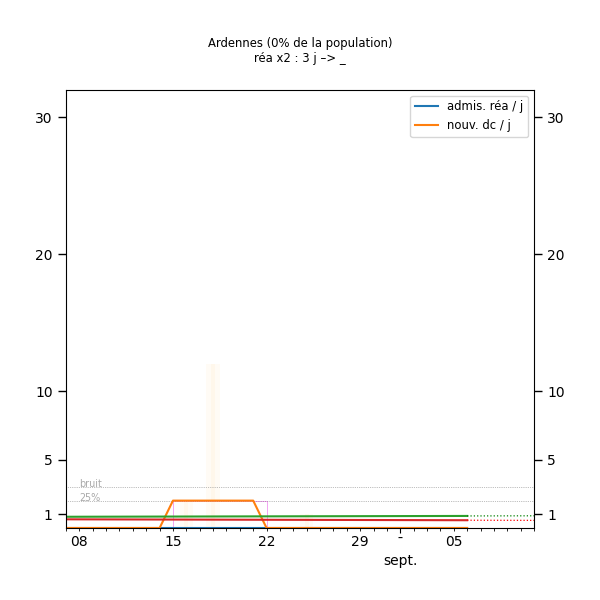 Ardennes (0% de la population)
réa x2 : 3 j –> _
admis. réa / j
nouv. dc / j
30 30
20 20
10 10
5 5
bruit
25%
1 1
08 15 22 29 - 05
sept.